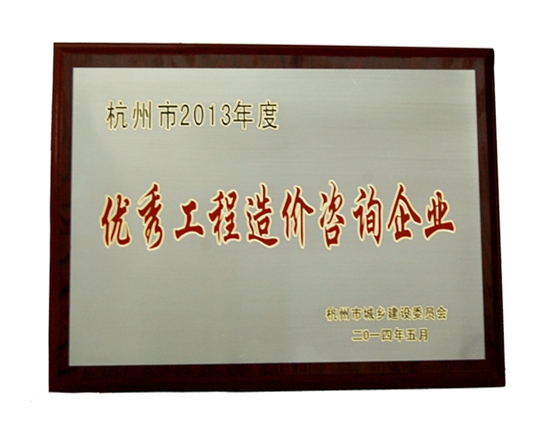 杭州市2013年度
优秀工程造价咨询企业
杭州市城乡建设委员会
二〇一四年五月